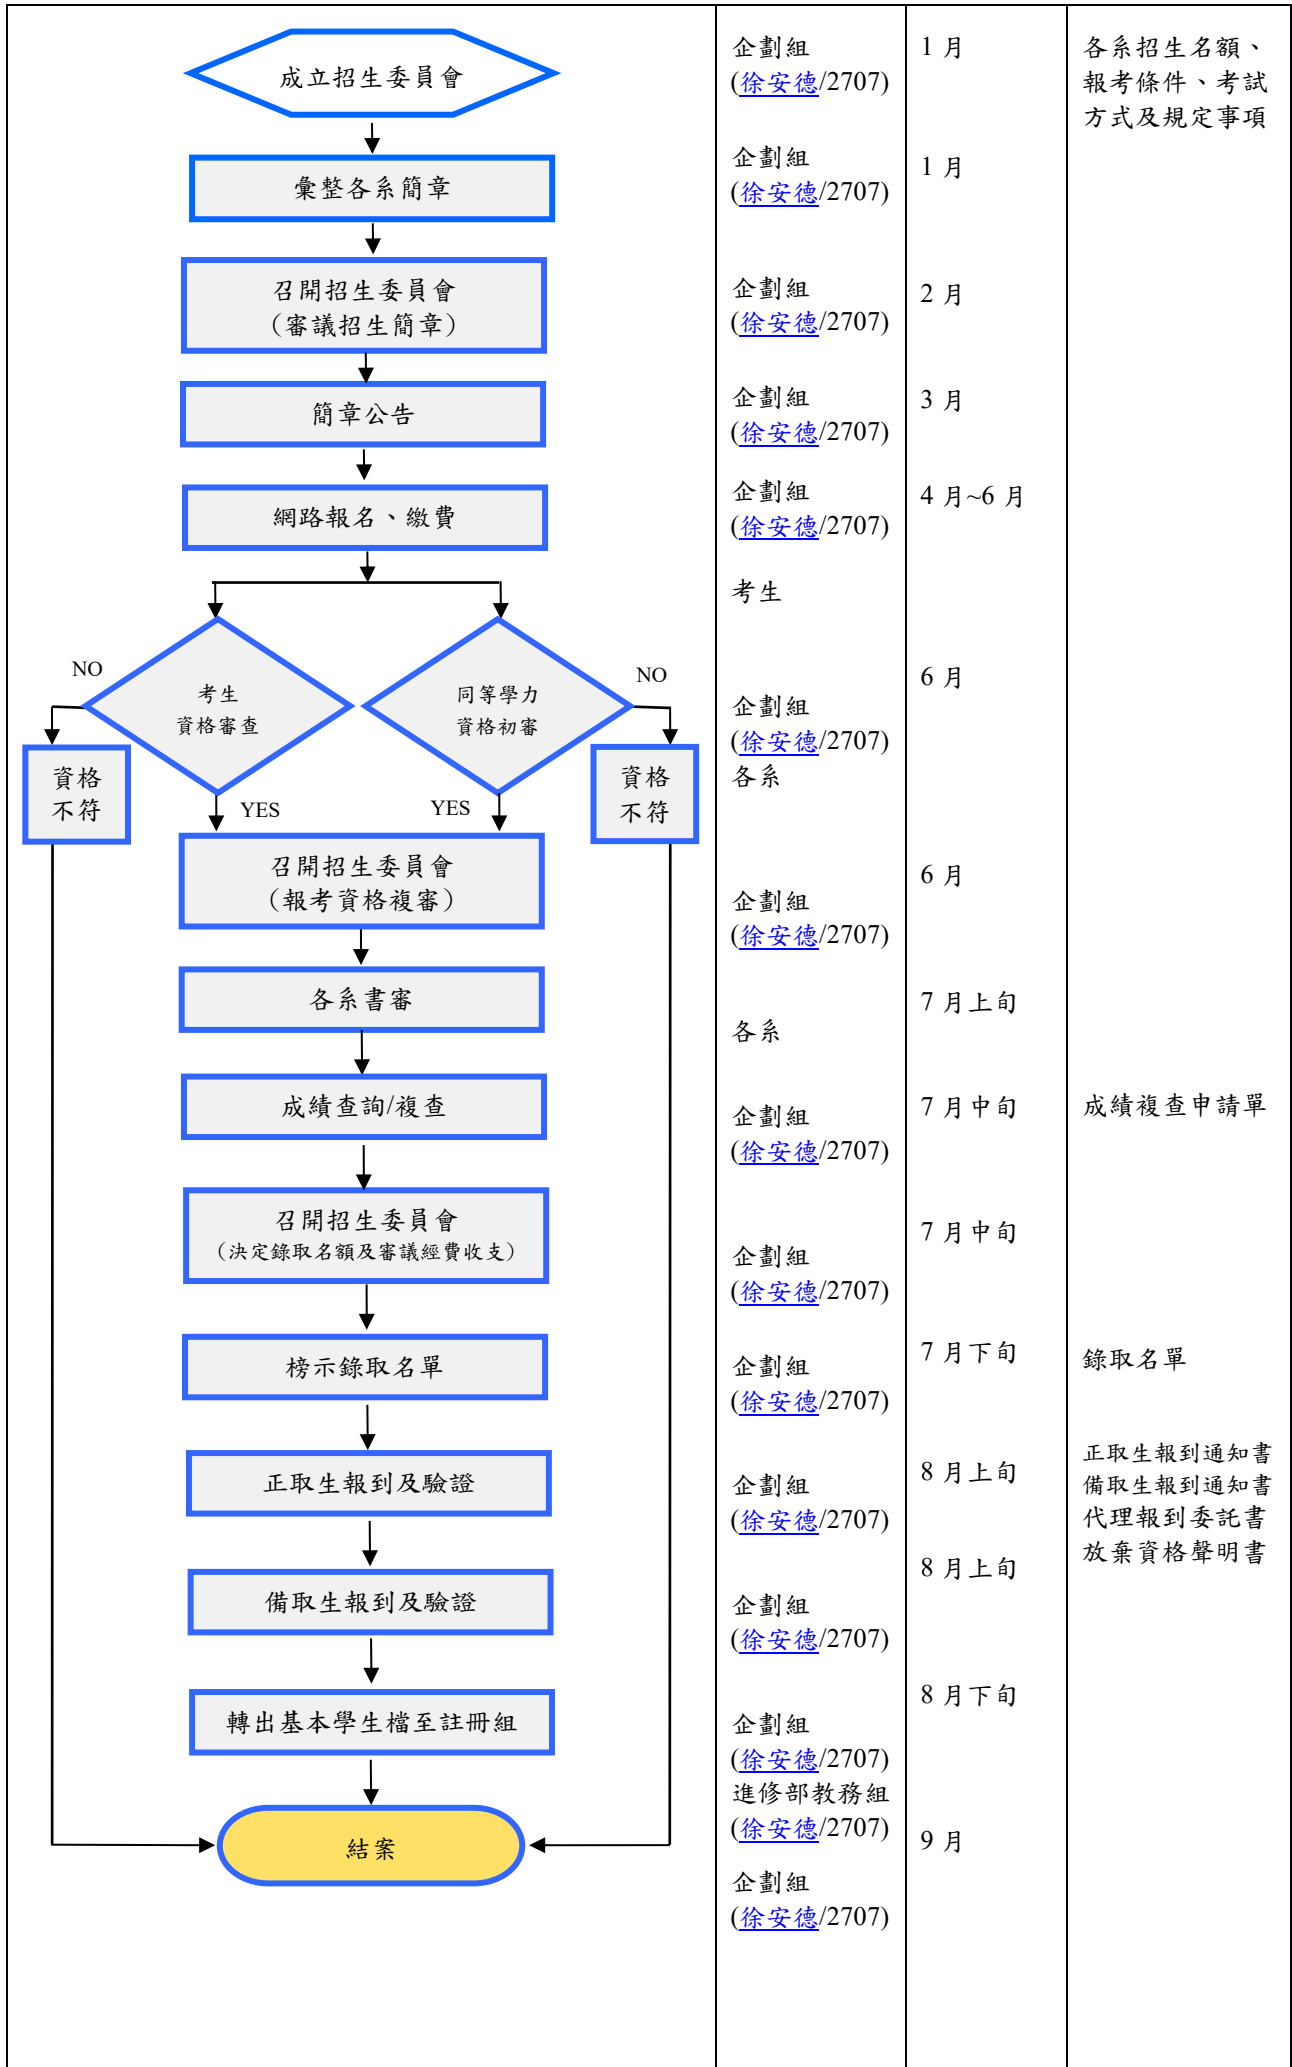 成立招生委員會
彙整各系簡章
召開招生委員會
（審議招生簡章）
簡章公告
網路報名、繳費
NO
考生
資格審查
同等學力
資格初審
NO
資格
不符
資格
不符
YES
YES
召開招生委員會
（報考資格複審）
各系書審
成績查詢/複查
召開招生委員會
（決定錄取名額及審議經費收支）
榜示錄取名單
正取生報到及驗證
備取生報到及驗證
轉出基本學生檔至註冊組
結案
企劃組
(徐安德/2707)
企劃組
(徐安德/2707)
企劃組
(徐安德/2707)
企劃組
(徐安德/2707)
企劃組
(徐安德/2707)
考生
企劃組
(徐安德/2707)
各系
企劃組
(徐安德/2707)
各系
企劃組
(徐安德/2707)
企劃組
(徐安德/2707)
企劃組
(徐安德/2707)
企劃組
(徐安德/2707)
企劃組
(徐安德/2707)
企劃組
(徐安德/2707)
進修部教務組
(徐安德/2707)
企劃組
(徐安德/2707)
1 月
1 月
2 月
3 月
4 月~6 月
6 月
6 月
7 月上旬
7 月中旬
7 月中旬
7 月下旬
8 月上旬
8 月上旬
8 月下旬
9 月
各系招生名額、
報考條件、考試
方式及規定事項
成績複查申請單
錄取名單
正取生報到通知書
備取生報到通知書
代理報到委託書
放棄資格聲明書